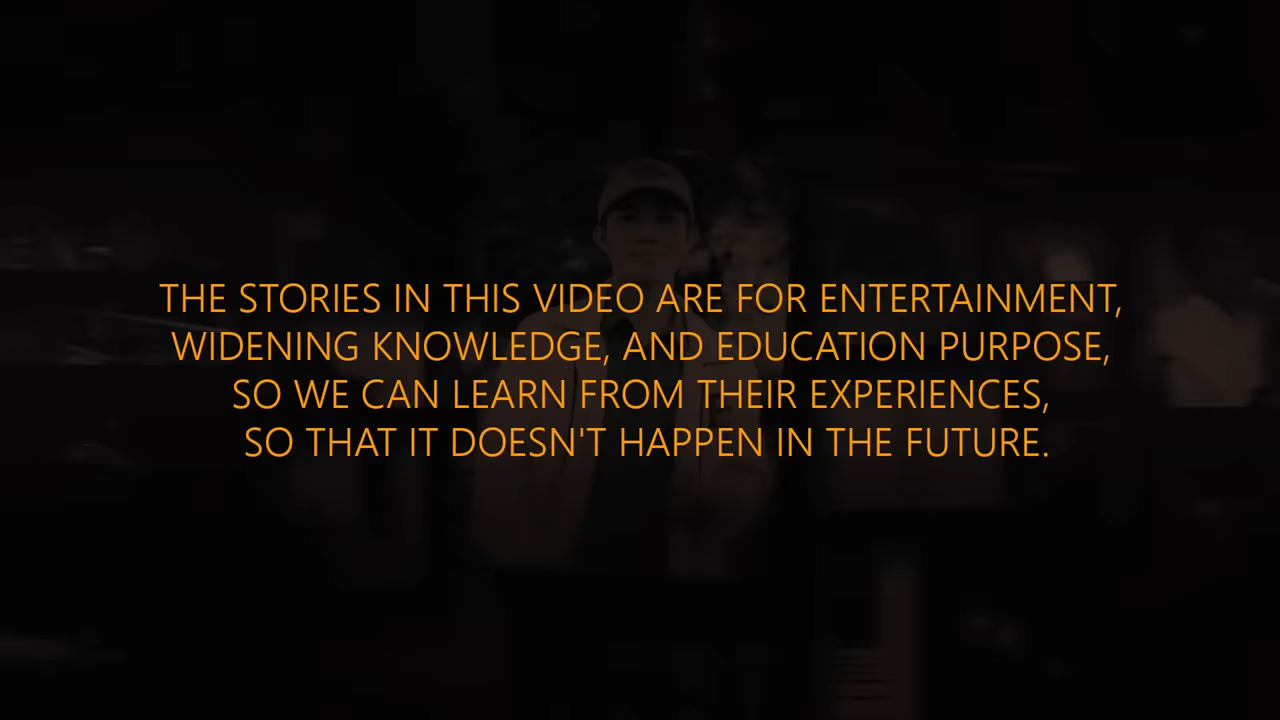 THE STORIES IN THIS VIDEO ARE FOR ENTERTAINMENT,
WIDENING KNOWLEDGE, AND EDUCATION PURPOSE,
SO WE CAN LEARN FROM THEIR EXPERIENCES,
SO THAT IT DOESN'T HAPPEN IN THE FUTURE.